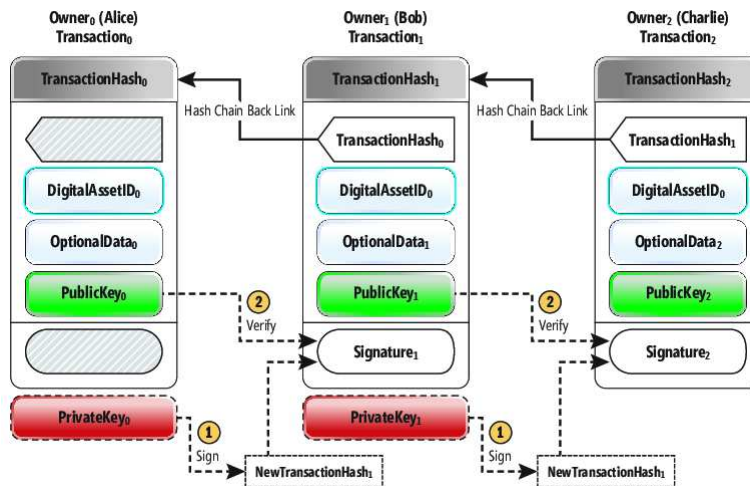 Owner₀ (Alice)
Transaction₀
Owner₁ (Bob)
Transaction₁
Owner₂ (Charlie)
Transaction₂
TransactionHash₀
TransactionHash₁
TransactionHash₂
Hash Chain Back Link
TransactionHash₀
Hash Chain Back Link
TransactionHash₁
DigitalAssetID₀
DigitalAssetID₀
DigitalAssetID₀
OptionalData₀
OptionalData₁
OptionalData₂
PublicKey₀
2
Verify
PublicKey₁
2
Verify
PublicKey₂
Signature₁
Signature₂
PrivateKey₀
1
Sign
PrivateKey₁
1
Sign
NewTransactionHash₁
NewTransactionHash₁